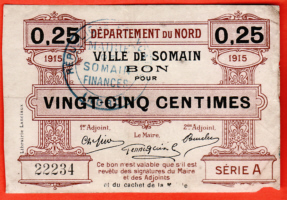 0.25 DÉPARTEMENT DU NORD 0.25
1915 VILLE DE SOMAIN 1915
BON
POUR
VINGT CINQ CENTIMES
1er Adjoint, Le Maire, 2me Adjoint,
22234
Ce bon n'est valable que s'il est
revêtu des signatures du Maire
et des Adjoints
et du cachet de la
SÉRIE A
SOMAIN
FINANCES